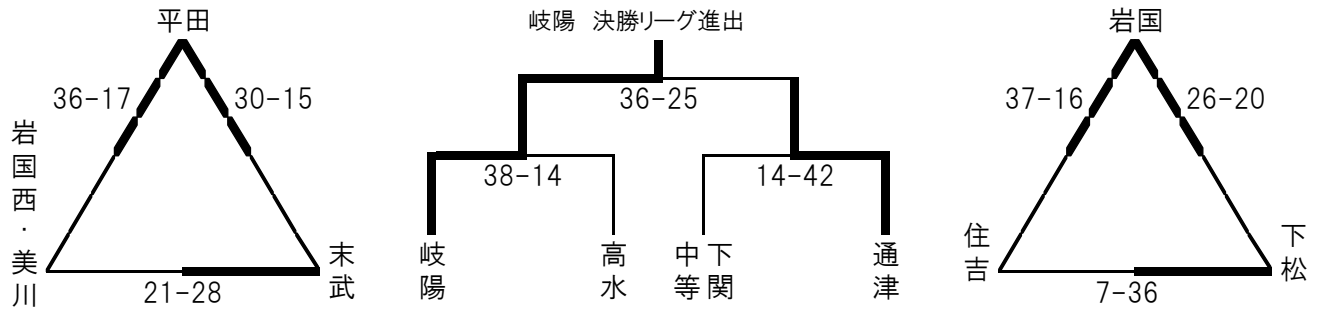 平田
36-17
30-15
岩国西・美川
末武
21-28
岐陽 決勝リーグ進出
36-25
38-14
14-42
岐陽
高水
下関
中等
通津
岩国
37-16
26-20
住吉
下松
7-36